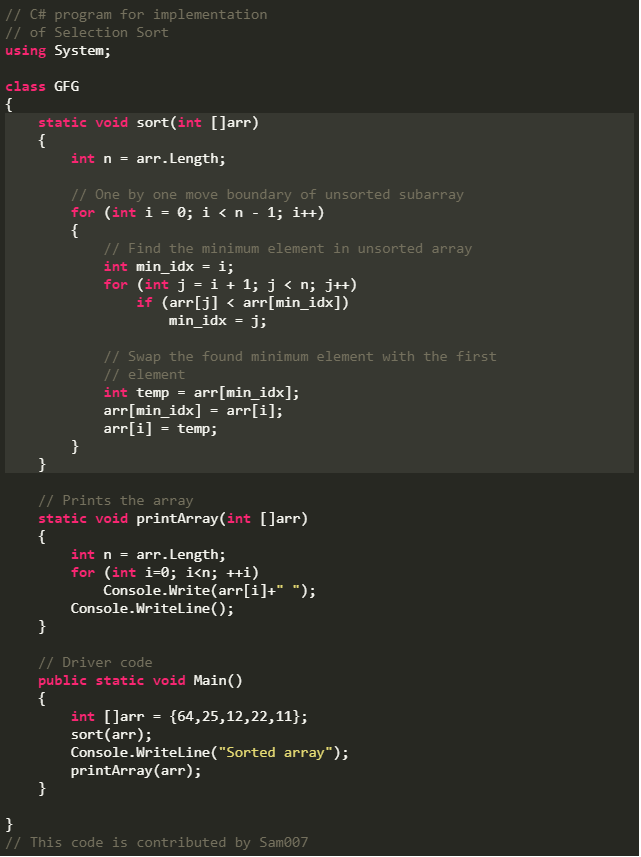 // C# program for implementation
// of Selection Sort
using System;

class GFG
{
    static void sort(int []arr)
    {
        int n = arr.Length;

        // One by one move boundary of unsorted subarray
        for (int i = 0; i < n - 1; i++)
        {
            // Find the minimum element in unsorted array
            int min_idx = i;
            for (int j = i + 1; j < n; j++)
                if (arr[j] < arr[min_idx])
                    min_idx = j;

            // Swap the found minimum element with the first
            // element
            int temp = arr[min_idx];
            arr[min_idx] = arr[i];
            arr[i] = temp;
        }
    }

    // Prints the array
    static void printArray(int []arr)
    {
        int n = arr.Length;
        for (int i=0; i<n; ++i)
            Console.Write(arr[i]+" ");
        Console.WriteLine();
    }

    // Driver code
    public static void Main()
    {
        int []arr = {64,25,12,22,11};
        sort(arr);
        Console.WriteLine("Sorted array");
        printArray(arr);
    }

}
// This code is contributed by Sam007